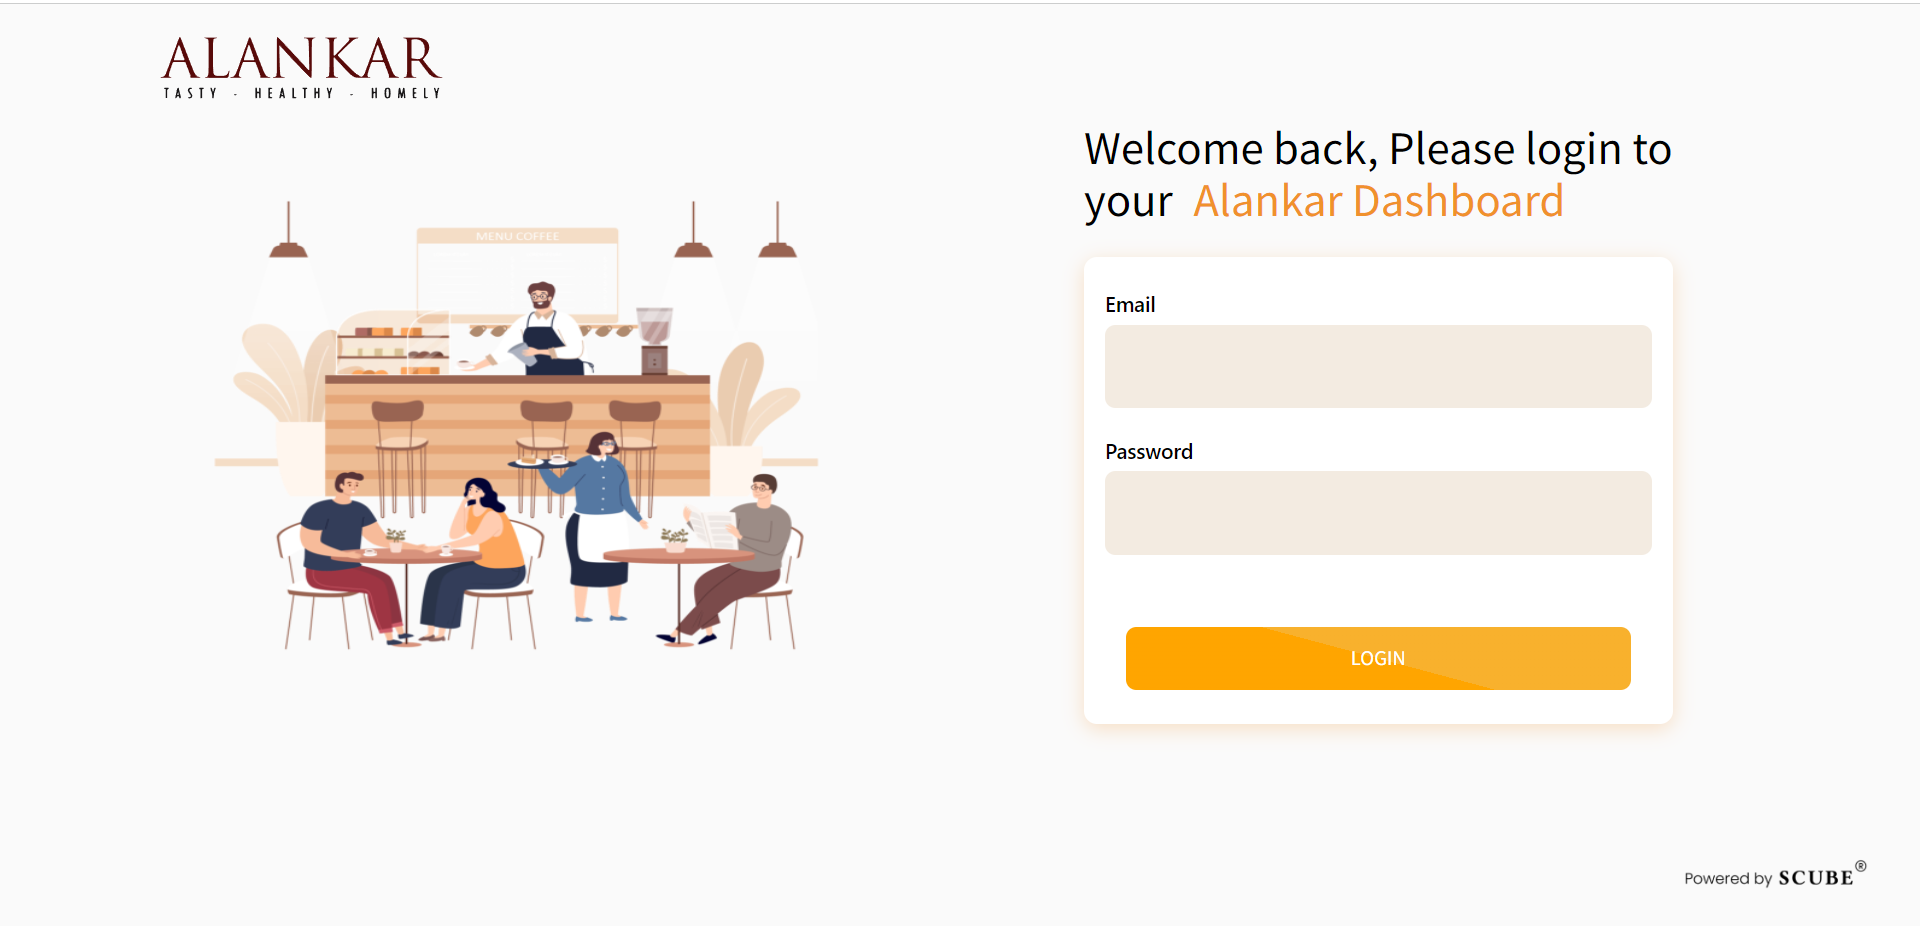 ALANKAR
TASTY - HEALTHY - HOMELY
Welcome back, Please login to
your Alankar Dashboard
MENU COFFEE
Email
Password
LOGIN
Powered by SCUBE®